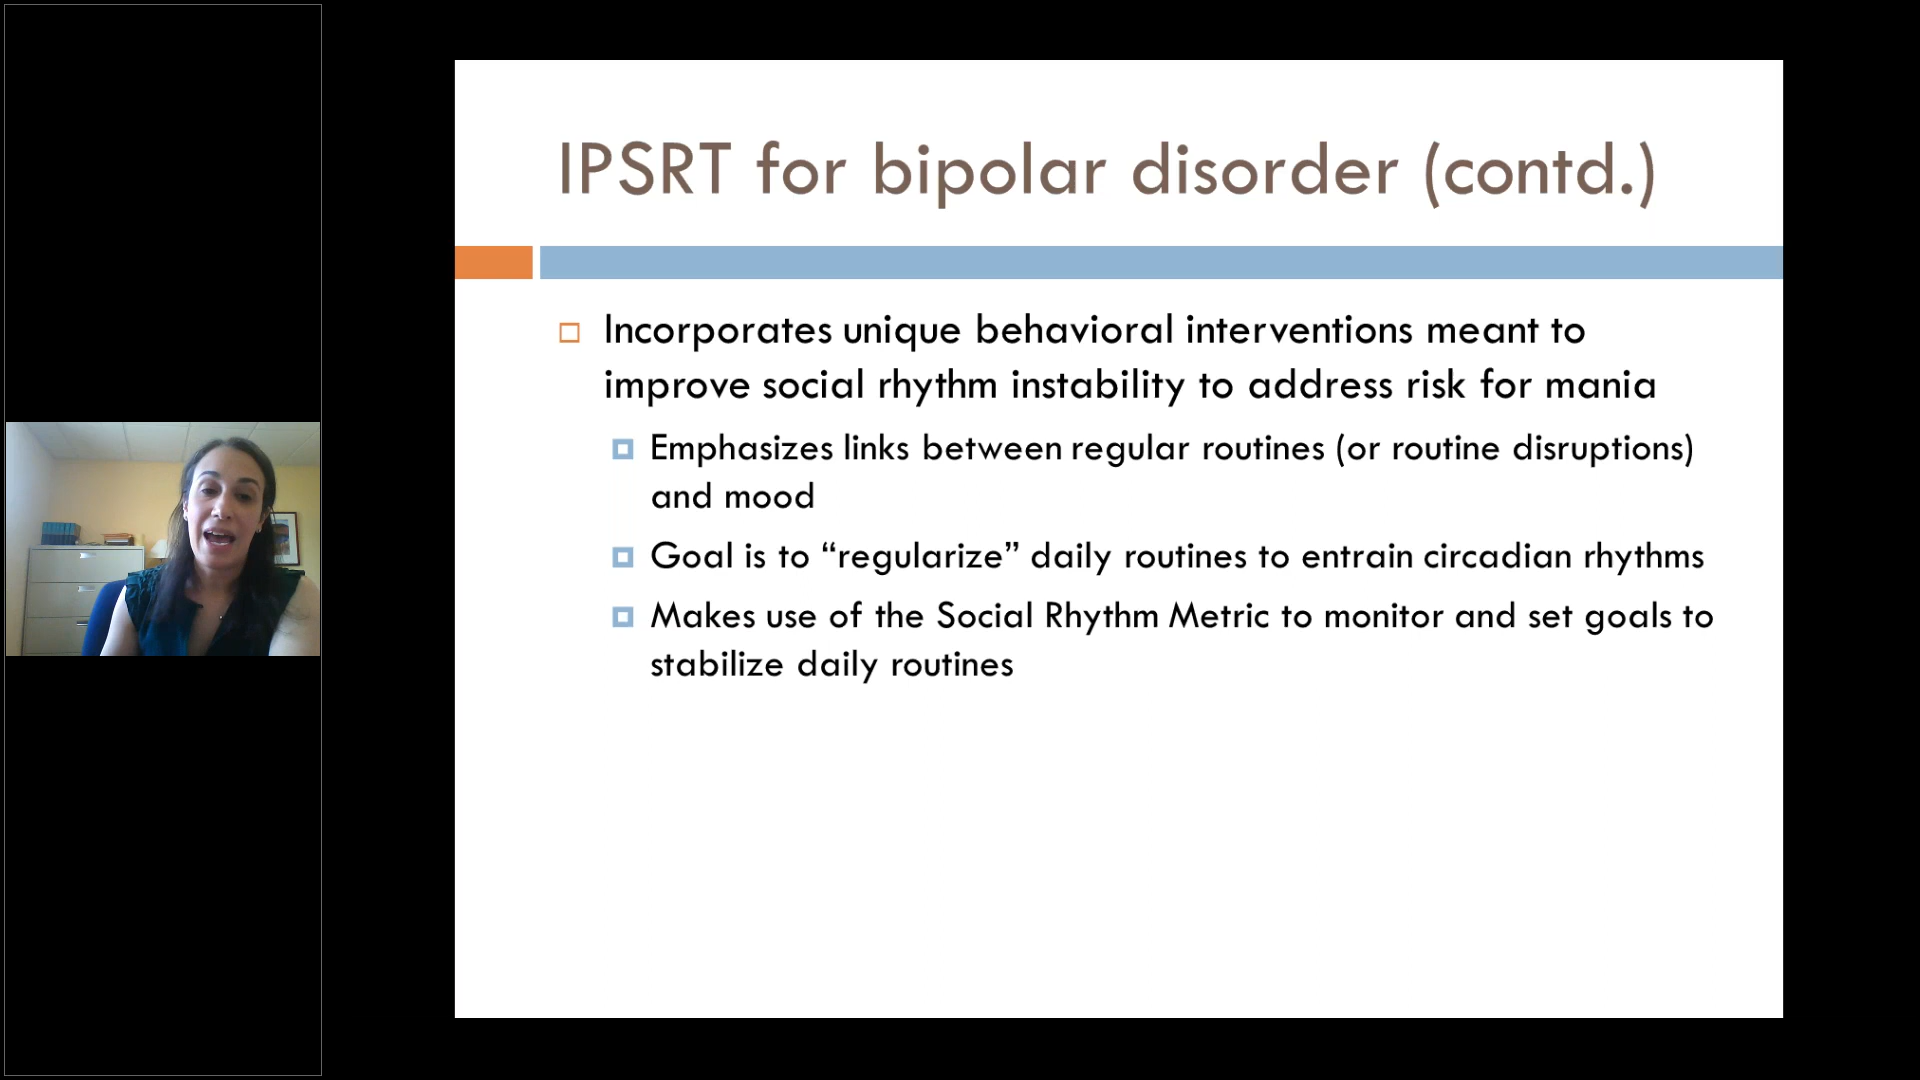 IPSRT for bipolar disorder (contd.)
Incorporates unique behavioral interventions meant to
improve social rhythm instability to address risk for mania
Emphasizes links between regular routines (or routine disruptions)
and mood
Goal is to “regularize” daily routines to entrain circadian rhythms
Makes use of the Social Rhythm Metric to monitor and set goals to
stabilize daily routines